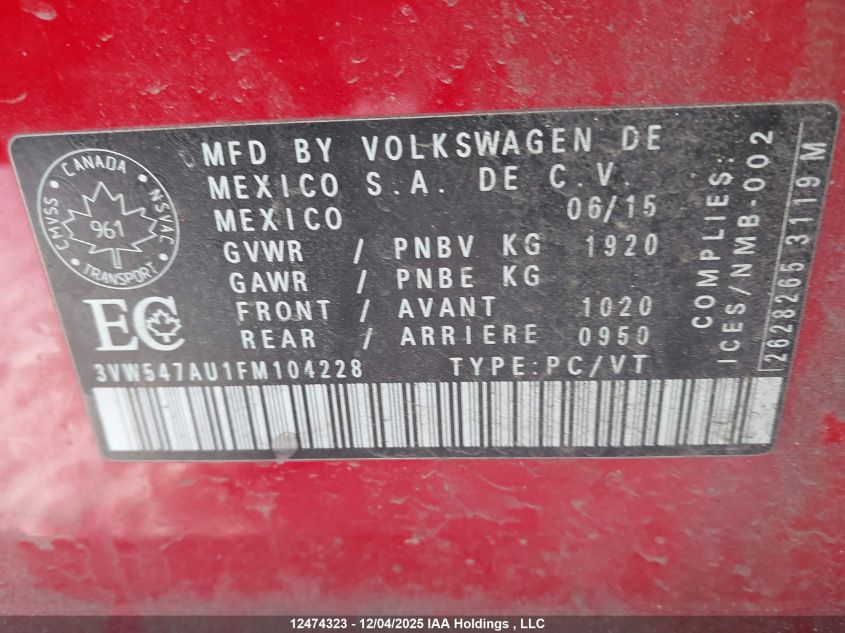 CANADA
CMVSS
NSVAC
961
TRANSPORT
MFD BY VOLKSWAGEN DE
MEXICO S.A. DE C.V.
MEXICO 06/15
GVWR / PNBV KG 1920
GAWR / PNBE KG
FRONT / AVANT 1020
REAR / ARRIERE 0950
EC
3VW547AU1FM104228 TYPE:PC/VT
COMPLIES:
ICES/NMB-002
2628265 3119 M
12474323 - 12/04/2025 IAA Holdings , LLC